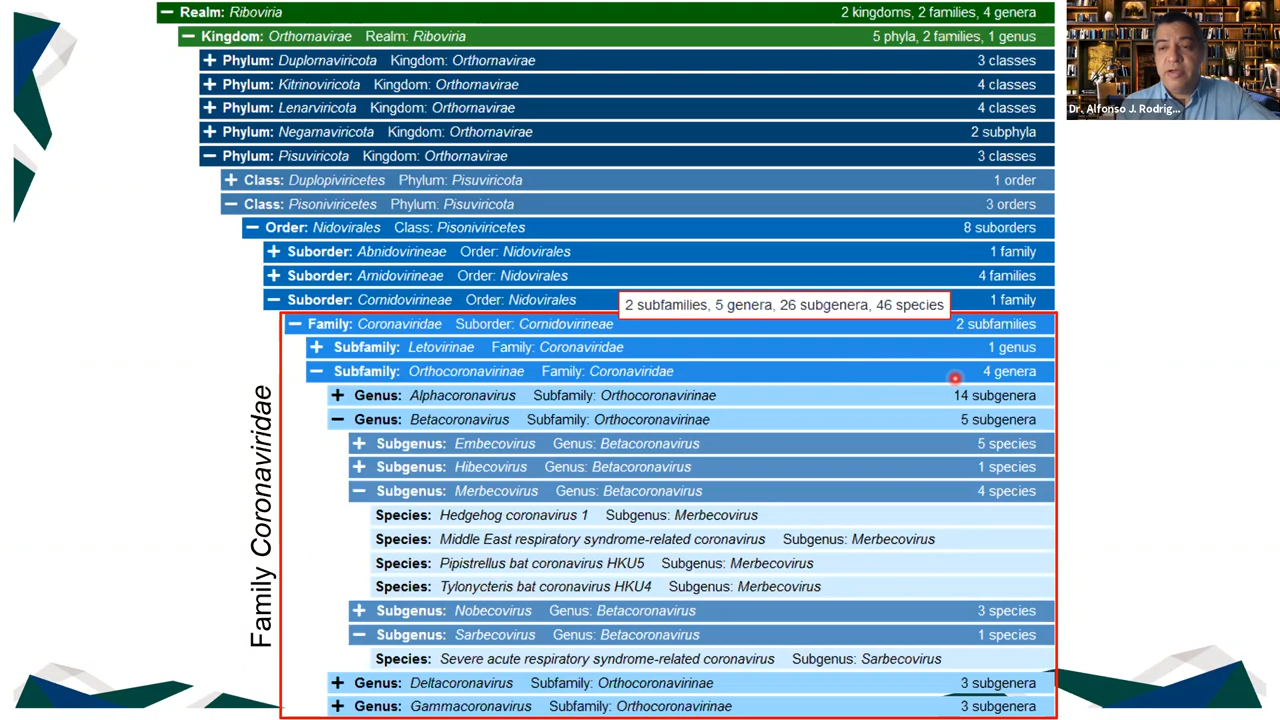 Realm: Riboviria 2 kingdoms, 2 families, 4 genera
Kingdom: Orthornavirae Realm: Riboviria 5 phyla, 2 families, 1 genus
Phylum: Duplornaviricota Kingdom: Orthornavirae 3 classes
Phylum: Kitrinoviricota Kingdom: Orthornavirae 4 classes
Phylum: Lenarviricota Kingdom: Orthornavirae 4 classes
Phylum: Negarnaviricota Kingdom: Orthornavirae 2 subphyla
Phylum: Pisuviricota Kingdom: Orthornavirae 3 classes
Class: Duplopiviricetes Phylum: Pisuviricota 1 order
Class: Pisoniviricetes Phylum: Pisuviricota 3 orders
Order: Nidovirales Class: Pisoniviricetes 8 suborders
Suborder: Abnidovirineae Order: Nidovirales 1 family
Suborder: Arnidovirineae Order: Nidovirales 4 families
Suborder: Cornidovirineae Order: Nidovirales 1 family
2 subfamilies, 5 genera, 26 subgenera, 46 species
Family: Coronaviridae Suborder: Cornidovirineae 2 subfamilies
Subfamily: Letovirinae Family: Coronaviridae 1 genus
Subfamily: Orthocoronavirinae Family: Coronaviridae 4 genera
Genus: Alphacoronavirus Subfamily: Orthocoronavirinae 14 subgenera
Genus: Betacoronavirus Subfamily: Orthocoronavirinae 5 subgenera
Subgenus: Embecovirus Genus: Betacoronavirus 5 species
Subgenus: Hibecovirus Genus: Betacoronavirus 1 species
Subgenus: Merbecovirus Genus: Betacoronavirus 4 species
Species: Hedgehog coronavirus 1 Subgenus: Merbecovirus
Species: Middle East respiratory syndrome-related coronavirus Subgenus: Merbecovirus
Species: Pipistrellus bat coronavirus HKU5 Subgenus: Merbecovirus
Species: Tylonycteris bat coronavirus HKU4 Subgenus: Merbecovirus
Subgenus: Nobecovirus Genus: Betacoronavirus 3 species
Subgenus: Sarbecovirus Genus: Betacoronavirus 1 species
Species: Severe acute respiratory syndrome-related coronavirus Subgenus: Sarbecovirus
Genus: Deltacoronavirus Subfamily: Orthocoronavirinae 3 subgenera
Genus: Gammacoronavirus Subfamily: Orthocoronavirinae 3 subgenera
Family Coronaviridae
Dr. Alfonso J. Rodrig...